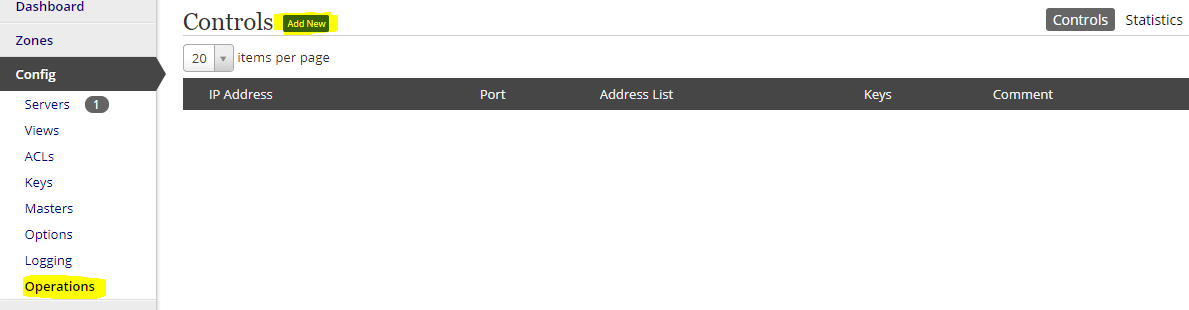 Dashboard
Zones
Config
Servers 1
Views
ACLs
Keys
Masters
Options
Logging
Operations
Controls Add New
Controls Statistics
20 items per page
IP Address Port Address List Keys Comment